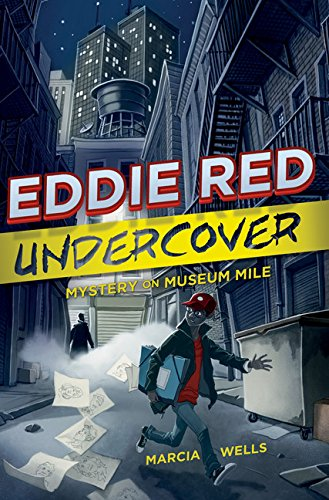 EDDIE RED
UNDERCOVER
MYSTERY ON MUSEUM MILE
MARCIA WELLS